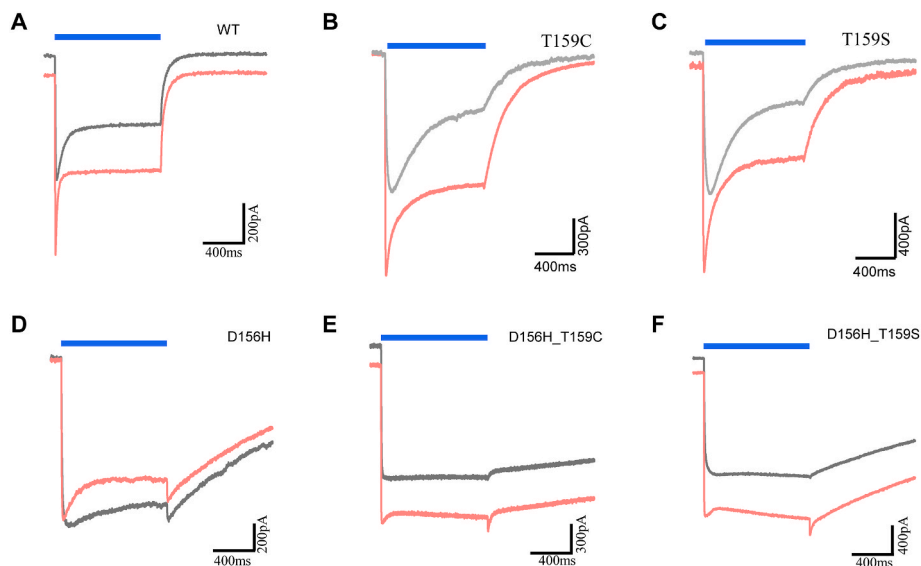 A
WT
200pA
400ms
B
T159C
300pA
400ms
C
T159S
400pA
400ms
D
D156H
200pA
400ms
E
D156H_T159C
300pA
400ms
F
D156H_T159S
400pA
400ms